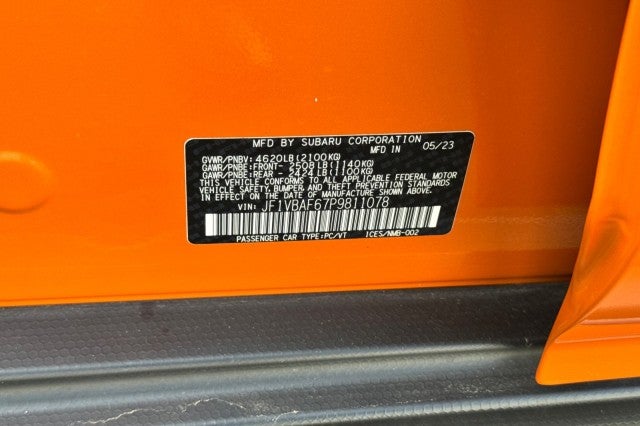 MFD BY SUBARU CORPORATION
MFD IN 05/23
GVWR/PNBV: 4620LB(2100KG)
GAWR/PNBE:FRONT- 2508LB(1140KG)
GAWR/PNBE:REAR - 2424LB(1100KG)
THIS VEHICLE CONFORMS TO ALL APPLICABLE FEDERAL MOTOR
VEHICLE SAFETY, BUMPER, AND THEFT PREVENTION STANDARDS
IN EFFECT ON THE DATE OF MANUFACTURE SHOWN ABOVE.
VIN: JF1VBAF67P9811078
PASSENGER CAR TYPE:PC/VT ICES/NMB-002